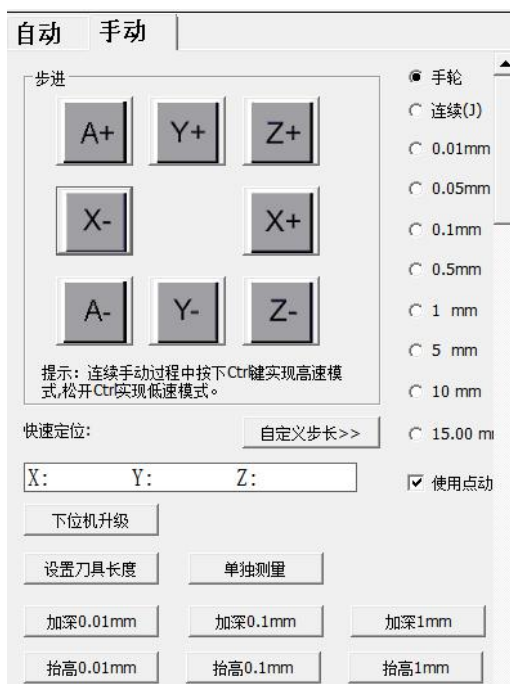 自动 手动
步进
手轮
A+ Y+ Z+
连续(J)
0.01mm
0.05mm
X- X+
0.1mm
0.5mm
A- Y- Z-
1 mm
5 mm
提示：连续手动过程中按下Ctrl键实现高速模
式,松开Ctrl实现低速模式。
10 mm
快速定位:
自定义步长>>
15.00 m
X: Y: Z:
使用点动
下位机升级
设置刀具长度 单独测量
加深0.01mm 加深0.1mm 加深1mm
抬高0.01mm 抬高0.1mm 抬高1mm